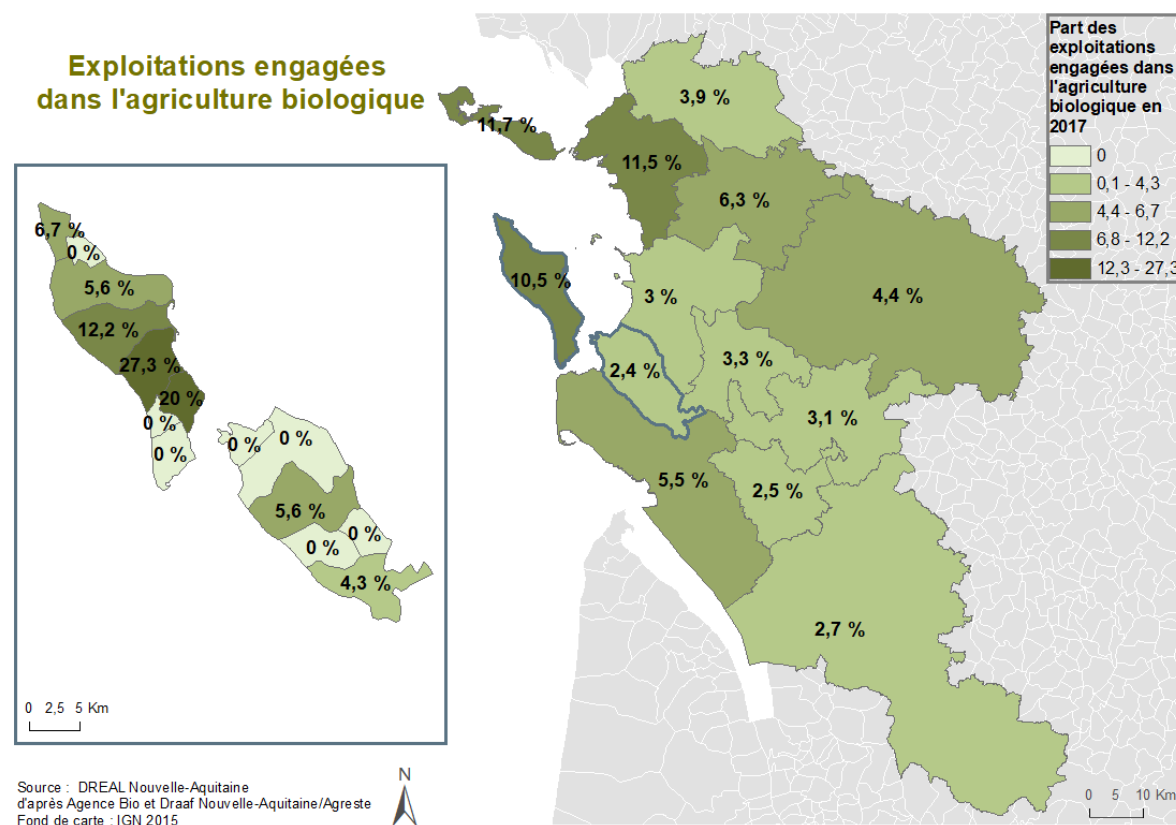 Exploitations engagées
dans l'agriculture biologique
Part des
exploitations
engagées dans
l'agriculture
biologique en
2017
0
0,1 - 4,3
4,4 - 6,7
6,8 - 12,2
12,3 - 27,3
3,9 %
11,7 %
11,5 %
6,3 %
10,5 %
3 %
4,4 %
2,4 %
3,3 %
3,1 %
5,5 %
2,5 %
2,7 %
6,7 %
0 %
5,6 %
12,2 %
27,3 %
20 %
0 %
0 %
0 %
0 %
5,6 %
0 %
0 %
4,3 %
0 2,5 5 Km
Source : DREAL Nouvelle-Aquitaine
d'après Agence Bio et Draaf Nouvelle-Aquitaine/Agreste
Fond de carte : IGN 2015
N
0 5 10 Km